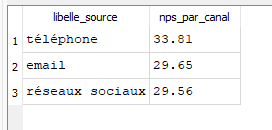 libelle_source nps_par_canal
1 téléphone 33.81
2 email 29.65
3 réseaux sociaux 29.56